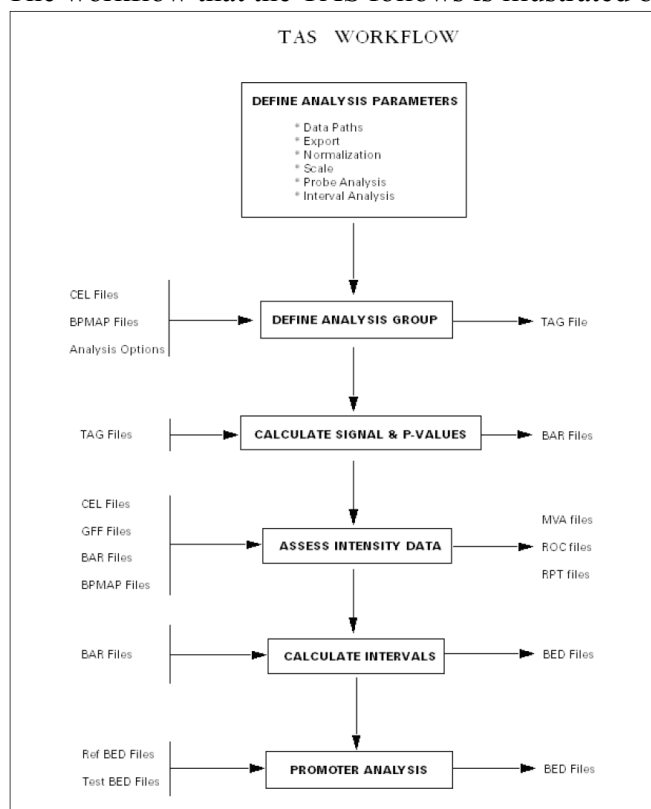 TAS WORKFLOW
DEFINE ANALYSIS PARAMETERS
* Data Paths
* Export
* Normalization
* Scale
* Probe Analysis
* Interval Analysis
CEL Files
BPMAP Files
Analysis Options
DEFINE ANALYSIS GROUP
TAG File
TAG Files
CALCULATE SIGNAL & P-VALUES
BAR Files
CEL Files
GFF Files
BAR Files
BPMAP Files
ASSESS INTENSITY DATA
MVA files
ROC files
RPT files
BAR Files
CALCULATE INTERVALS
BED Files
Ref BED Files
Test BED Files
PROMOTER ANALYSIS
BED Files